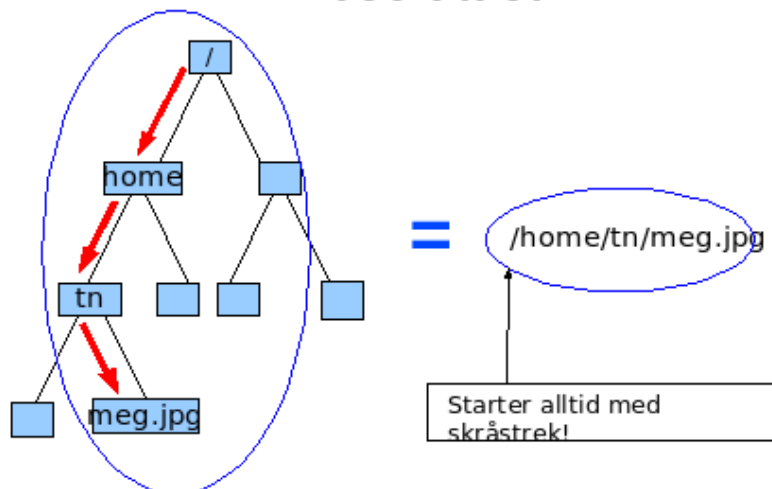 /
home
=
/home/tn/meg.jpg
tn
meg.jpg
Starter alltid med
skråstrek!